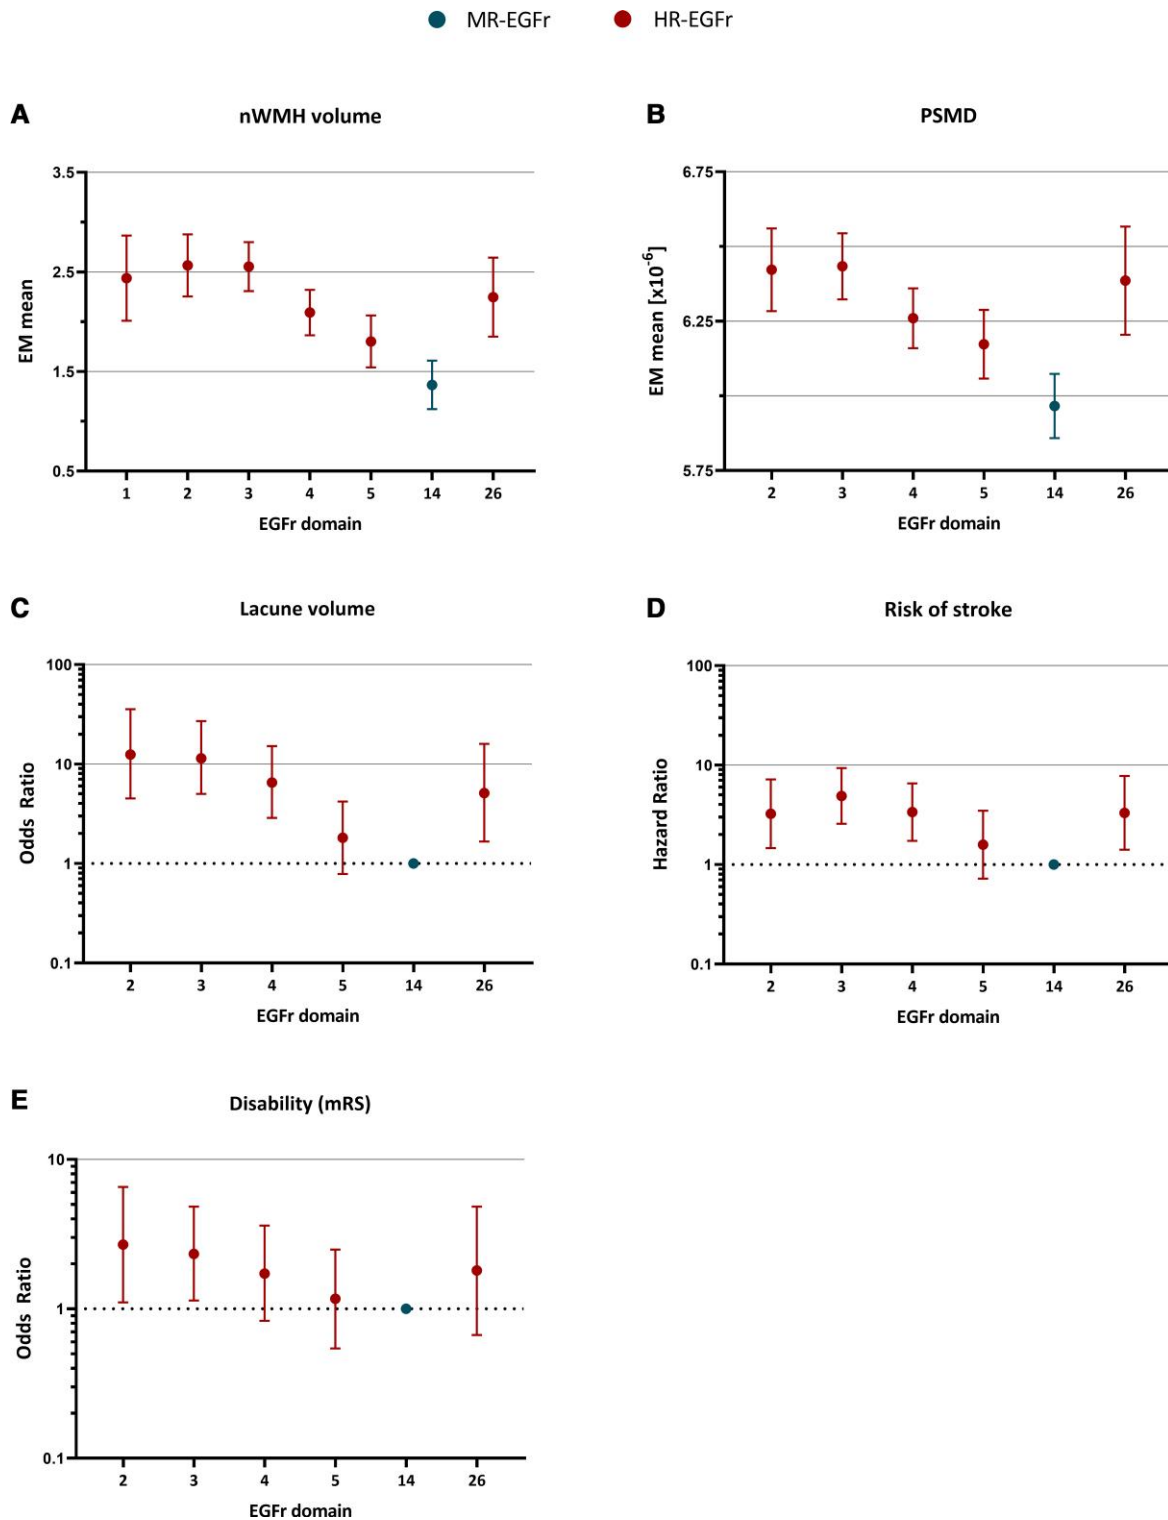 MR-EGFr HR-EGFr
A nWMH volume
3.5
2.5
1.5
0.5
EM mean
1 2 3 4 5 14 26
EGFr domain
B PSMD
6.75
6.25
5.75
EM mean [x10⁻⁶]
2 3 4 5 14 26
EGFr domain
C Lacune volume
100
10
1
0.1
Odds Ratio
2 3 4 5 14 26
EGFr domain
D Risk of stroke
100
10
1
0.1
Hazard Ratio
2 3 4 5 14 26
EGFr domain
E Disability (mRS)
10
1
0.1
Odds Ratio
2 3 4 5 14 26
EGFr domain